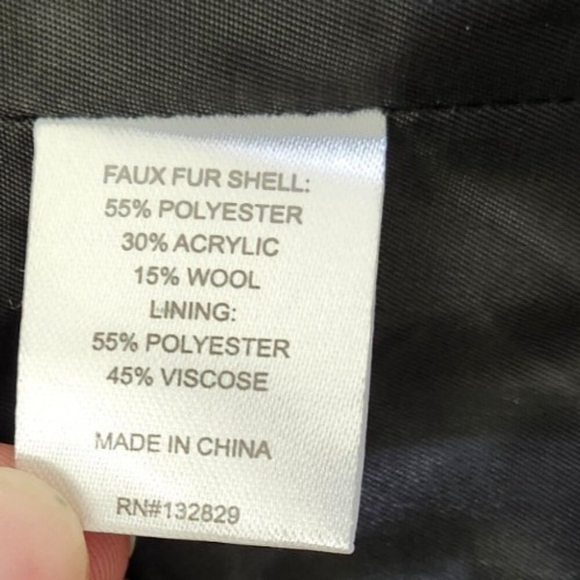 FAUX FUR SHELL:
55% POLYESTER
30% ACRYLIC
15% WOOL
LINING:
55% POLYESTER
45% VISCOSE
MADE IN CHINA
RN#132829